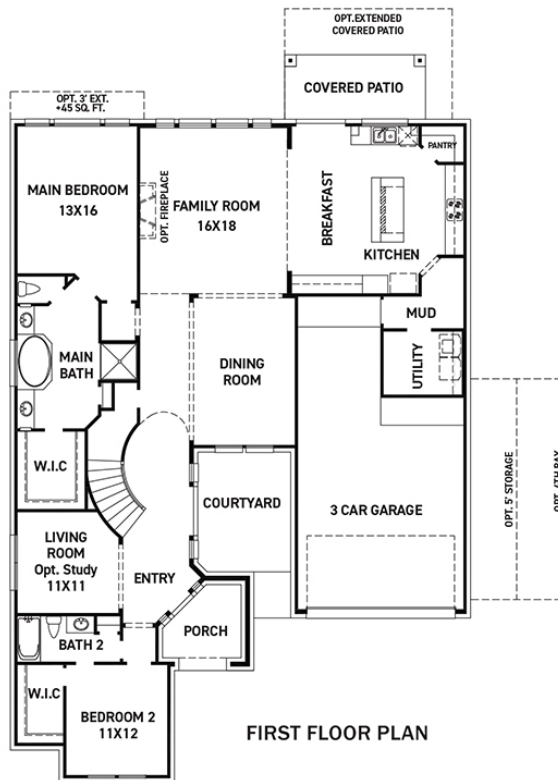 OPT.EXTENDED
COVERED PATIO
COVERED PATIO
OPT. 3' EXT.
+45 SQ. FT.
PANTRY
MAIN BEDROOM
13X16
OPT. FIREPLACE
FAMILY ROOM
16X18
BREAKFAST
KITCHEN
MUD
UTILITY
MAIN
BATH
DINING
ROOM
W.I.C
COURTYARD
3 CAR GARAGE
OPT. 5' STORAGE
LIVING
ROOM
Opt. Study
11X11
ENTRY
PORCH
BATH 2
W.I.C
BEDROOM 2
11X12
FIRST FLOOR PLAN